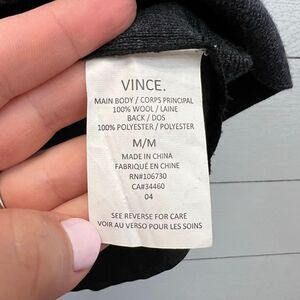 VINCE.
MAIN BODY / CORPS PRINCIPAL
100% WOOL / LAINE
BACK / DOS
100% POLYESTER / POLYESTER
M/M
MADE IN CHINA
FABRIQUÉ EN CHINE
RN#106730
CA#34460
04
SEE REVERSE FOR CARE
VOIR AU VERSO POUR LES SOINS